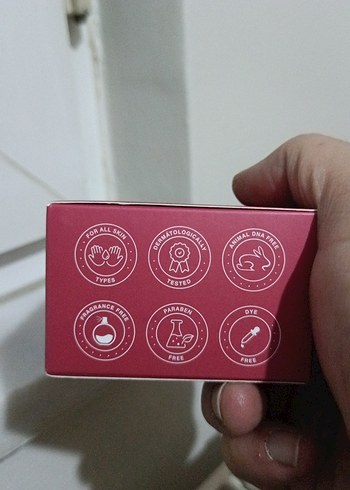 FOR ALL SKIN
TYPES
DERMATOLOGICALLY
TESTED
ANIMAL DNA FREE
FRAGRANCE FREE
PARABEN
FREE
DYE
FREE